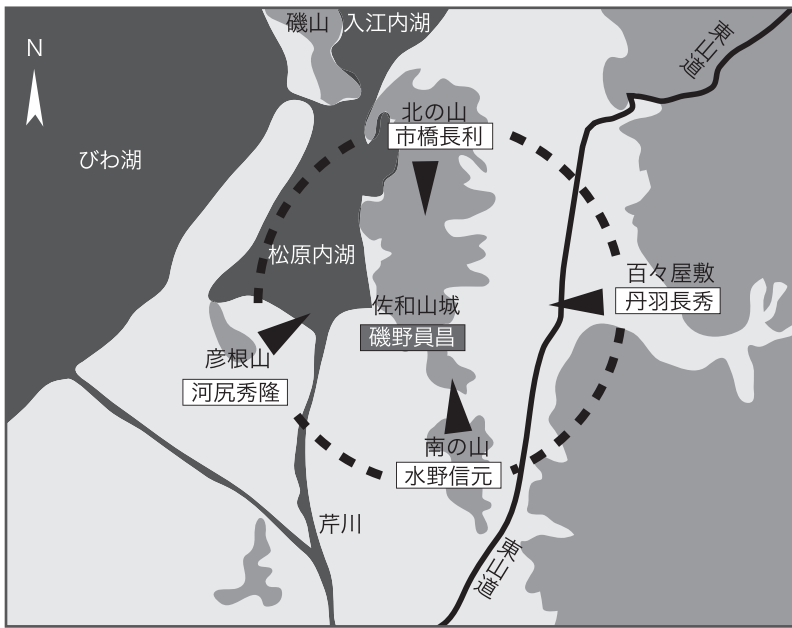 磯山
入江内湖
東山道
N
北の山
市橋長利
びわ湖
松原内湖
百々屋敷
丹羽長秀
佐和山城
磯野員昌
彦根山
河尻秀隆
南の山
水野信元
芹川
東山道